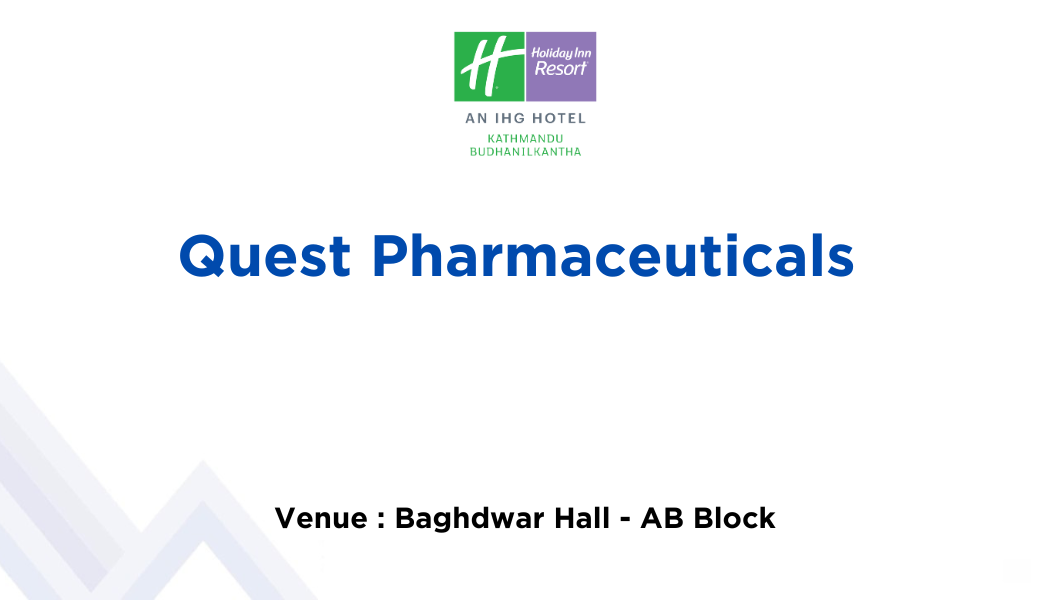 H
Holiday Inn
Resort
AN IHG HOTEL
KATHMANDU
BUDHANILKANTHA
Quest Pharmaceuticals
Venue : Baghdwar Hall - AB Block